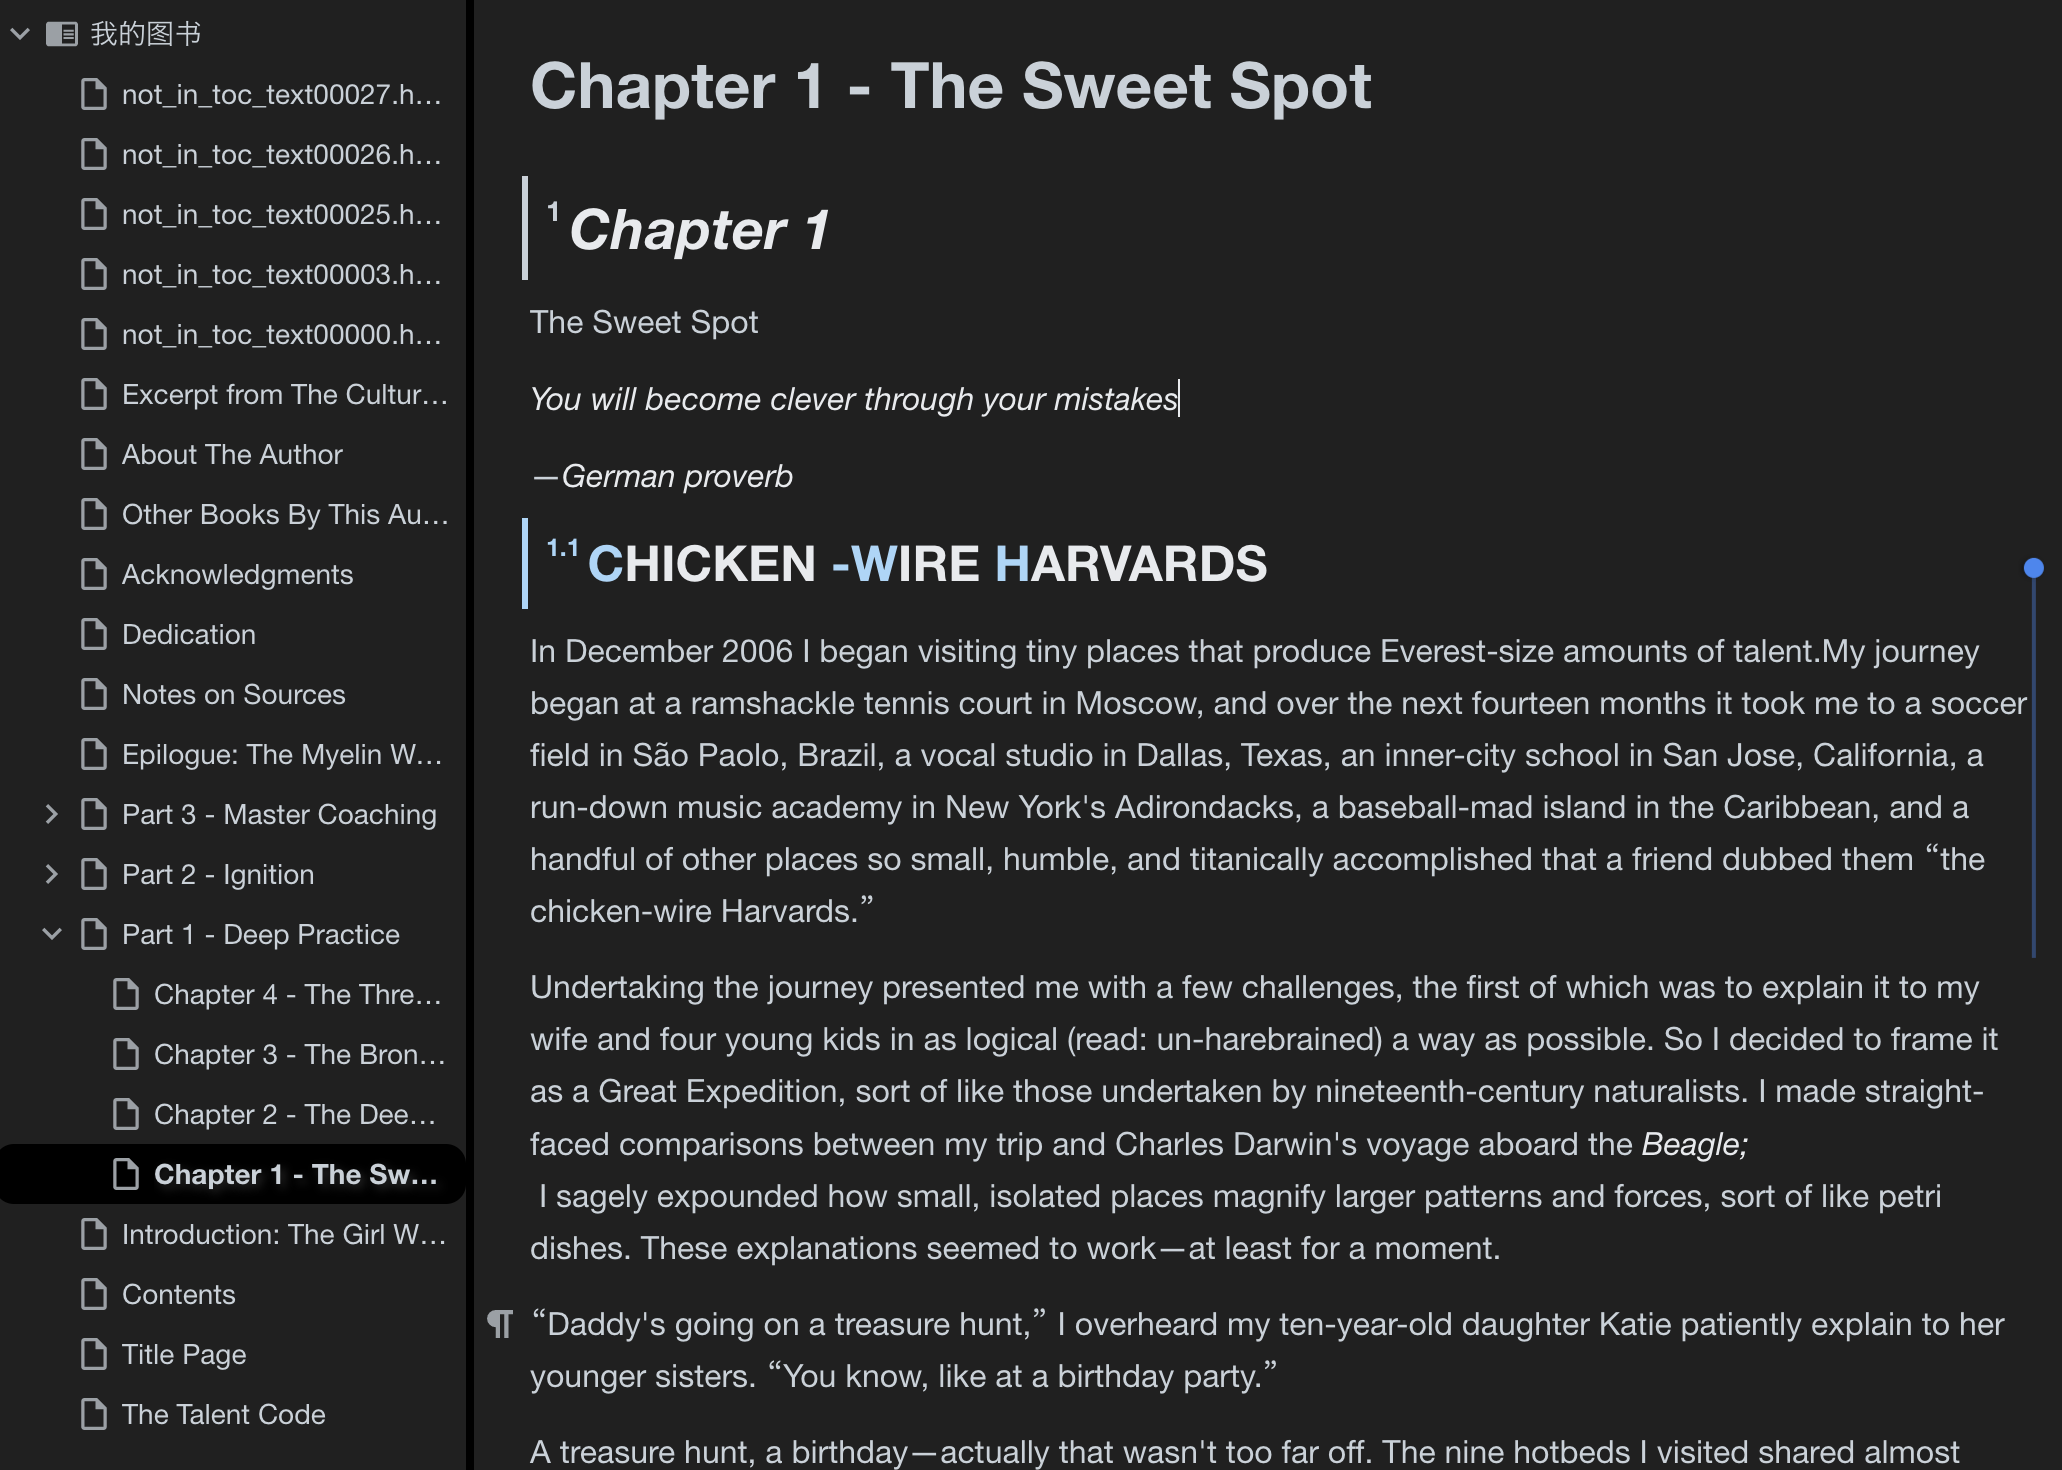 我的图书
not_in_toc_text00027.h…
not_in_toc_text00026.h…
not_in_toc_text00025.h…
not_in_toc_text00003.h…
not_in_toc_text00000.h…
Excerpt from The Cultur…
About The Author
Other Books By This Au…
Acknowledgments
Dedication
Notes on Sources
Epilogue: The Myelin W…
Part 3 - Master Coaching
Part 2 - Ignition
Part 1 - Deep Practice
Chapter 4 - The Thre…
Chapter 3 - The Bron…
Chapter 2 - The Dee…
Chapter 1 - The Sw…
Introduction: The Girl W…
Contents
Title Page
The Talent Code
Chapter 1 - The Sweet Spot
1 Chapter 1
The Sweet Spot
You will become clever through your mistakes
—German proverb
1.1 CHICKEN -WIRE HARVARDS
In December 2006 I began visiting tiny places that produce Everest-size amounts of talent.My journey
began at a ramshackle tennis court in Moscow, and over the next fourteen months it took me to a soccer
field in São Paolo, Brazil, a vocal studio in Dallas, Texas, an inner-city school in San Jose, California, a
run-down music academy in New York's Adirondacks, a baseball-mad island in the Caribbean, and a
handful of other places so small, humble, and titanically accomplished that a friend dubbed them “the
chicken-wire Harvards.”
Undertaking the journey presented me with a few challenges, the first of which was to explain it to my
wife and four young kids in as logical (read: un-harebrained) a way as possible. So I decided to frame it
as a Great Expedition, sort of like those undertaken by nineteenth-century naturalists. I made straight-
faced comparisons between my trip and Charles Darwin's voyage aboard the Beagle;
I sagely expounded how small, isolated places magnify larger patterns and forces, sort of like petri
dishes. These explanations seemed to work—at least for a moment.
¶ “Daddy's going on a treasure hunt,” I overheard my ten-year-old daughter Katie patiently explain to her
younger sisters. “You know, like at a birthday party.”
A treasure hunt, a birthday—actually that wasn't too far off. The nine hotbeds I visited shared almost